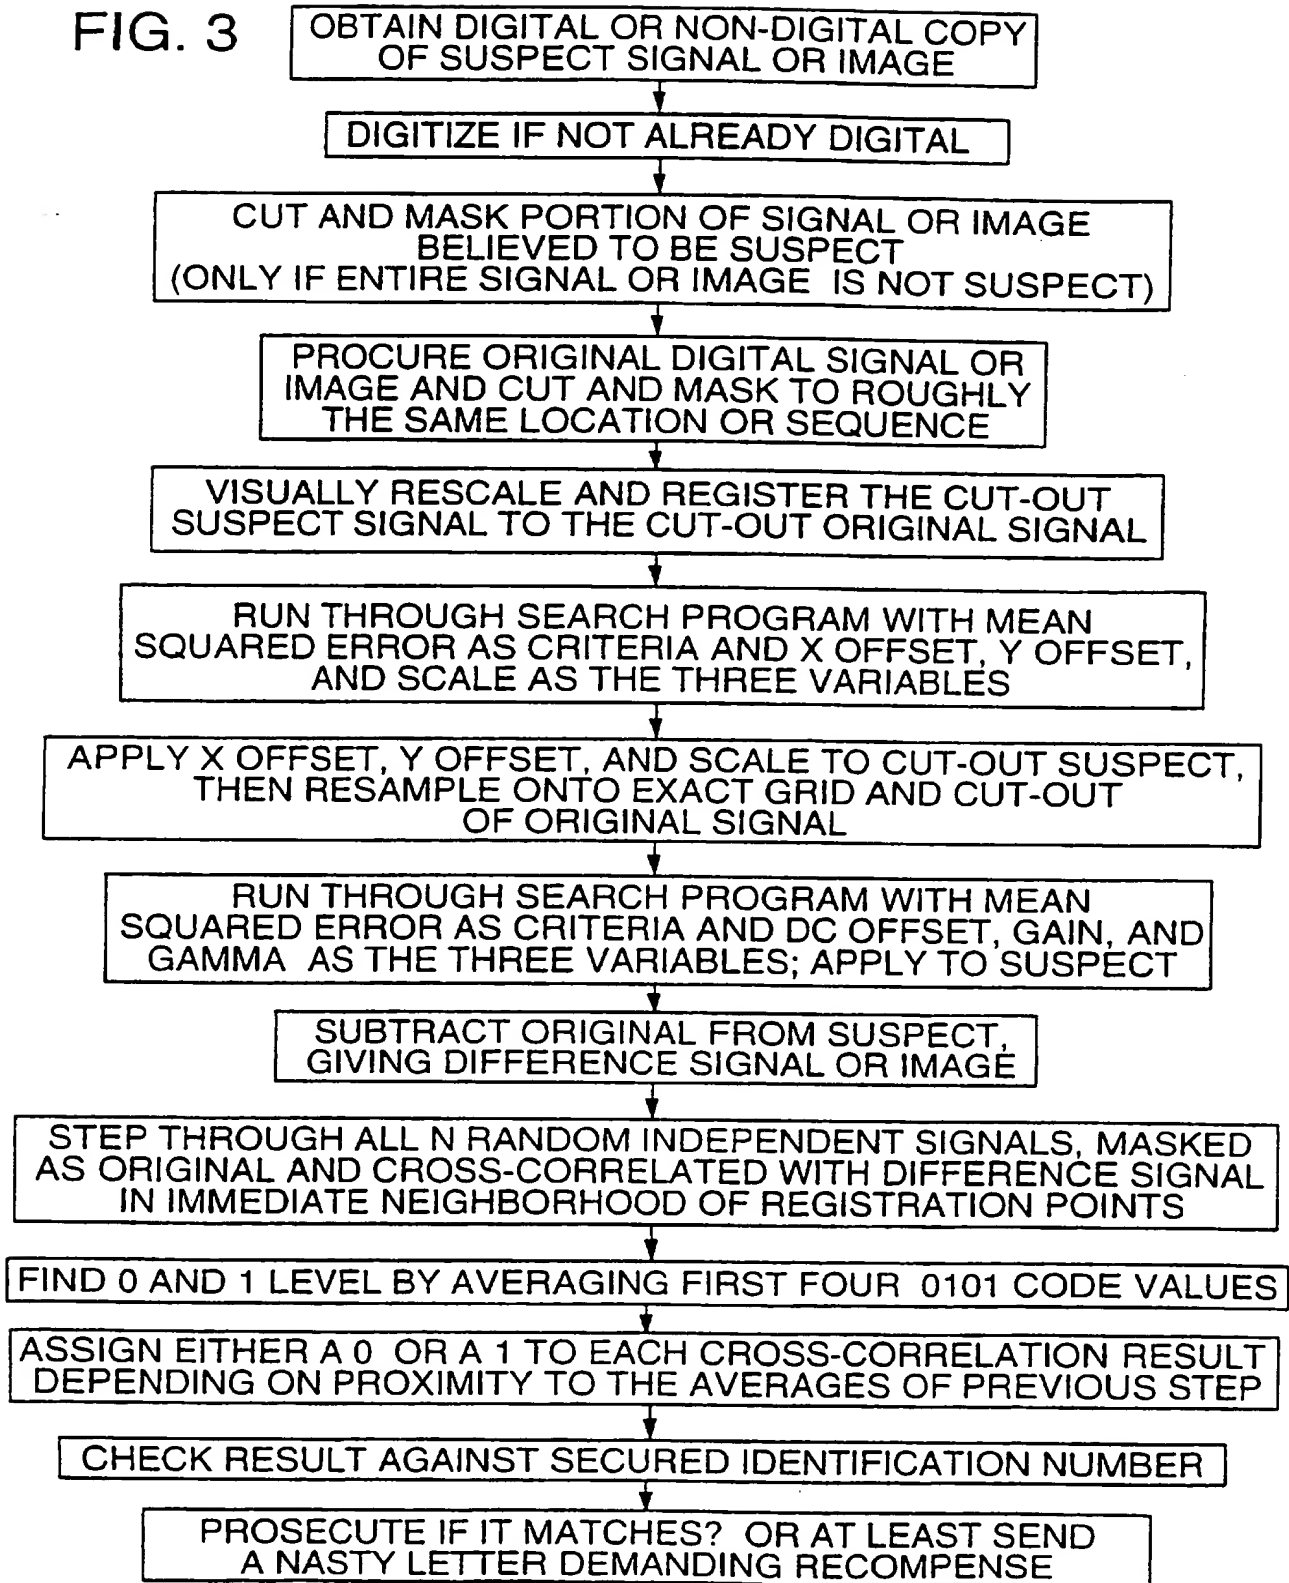 FIG. 3
OBTAIN DIGITAL OR NON-DIGITAL COPY
OF SUSPECT SIGNAL OR IMAGE
DIGITIZE IF NOT ALREADY DIGITAL
CUT AND MASK PORTION OF SIGNAL OR IMAGE
BELIEVED TO BE SUSPECT
(ONLY IF ENTIRE SIGNAL OR IMAGE IS NOT SUSPECT)
PROCURE ORIGINAL DIGITAL SIGNAL OR
IMAGE AND CUT AND MASK TO ROUGHLY
THE SAME LOCATION OR SEQUENCE
VISUALLY RESCALE AND REGISTER THE CUT-OUT
SUSPECT SIGNAL TO THE CUT-OUT ORIGINAL SIGNAL
RUN THROUGH SEARCH PROGRAM WITH MEAN
SQUARED ERROR AS CRITERIA AND X OFFSET, Y OFFSET,
AND SCALE AS THE THREE VARIABLES
APPLY X OFFSET, Y OFFSET, AND SCALE TO CUT-OUT SUSPECT,
THEN RESAMPLE ONTO EXACT GRID AND CUT-OUT
OF ORIGINAL SIGNAL
RUN THROUGH SEARCH PROGRAM WITH MEAN
SQUARED ERROR AS CRITERIA AND DC OFFSET, GAIN, AND
GAMMA AS THE THREE VARIABLES; APPLY TO SUSPECT
SUBTRACT ORIGINAL FROM SUSPECT,
GIVING DIFFERENCE SIGNAL OR IMAGE
STEP THROUGH ALL N RANDOM INDEPENDENT SIGNALS, MASKED
AS ORIGINAL AND CROSS-CORRELATED WITH DIFFERENCE SIGNAL
IN IMMEDIATE NEIGHBORHOOD OF REGISTRATION POINTS
FIND 0 AND 1 LEVEL BY AVERAGING FIRST FOUR 0101 CODE VALUES
ASSIGN EITHER A 0 OR A 1 TO EACH CROSS-CORRELATION RESULT
DEPENDING ON PROXIMITY TO THE AVERAGES OF PREVIOUS STEP
CHECK RESULT AGAINST SECURED IDENTIFICATION NUMBER
PROSECUTE IF IT MATCHES? OR AT LEAST SEND
A NASTY LETTER DEMANDING RECOMPENSE